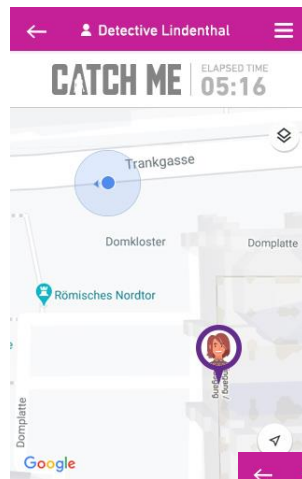 Detective Lindenthal
CATCH ME
ELAPSED TIME
05:16
Trankgasse
Domkloster
Domplatte
Römisches Nordtor
Domplatte
Google